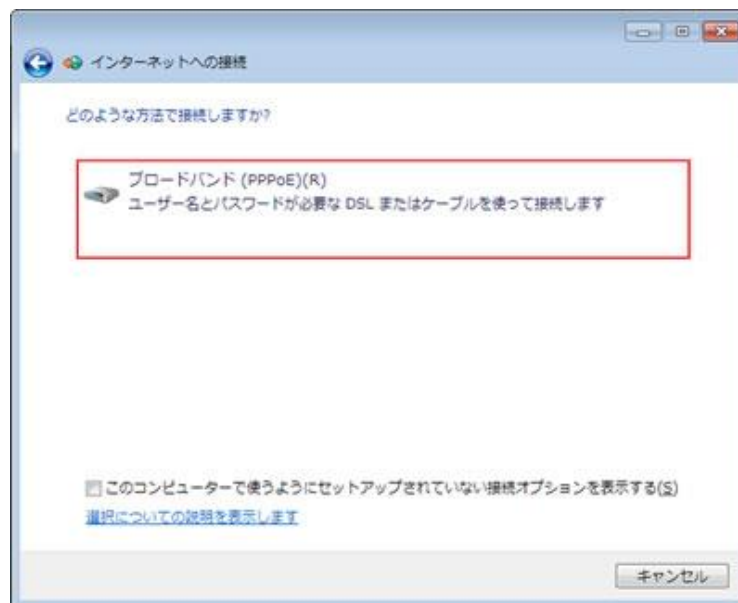 インターネットへの接続
どのような方法で接続しますか?
ブロードバンド (PPPoE)(R)
ユーザー名とパスワードが必要な DSL またはケーブルを使って接続します
このコンピューターで使うようにセットアップされていない接続オプションを表示する(S)
選択についての説明を表示します
キャンセル